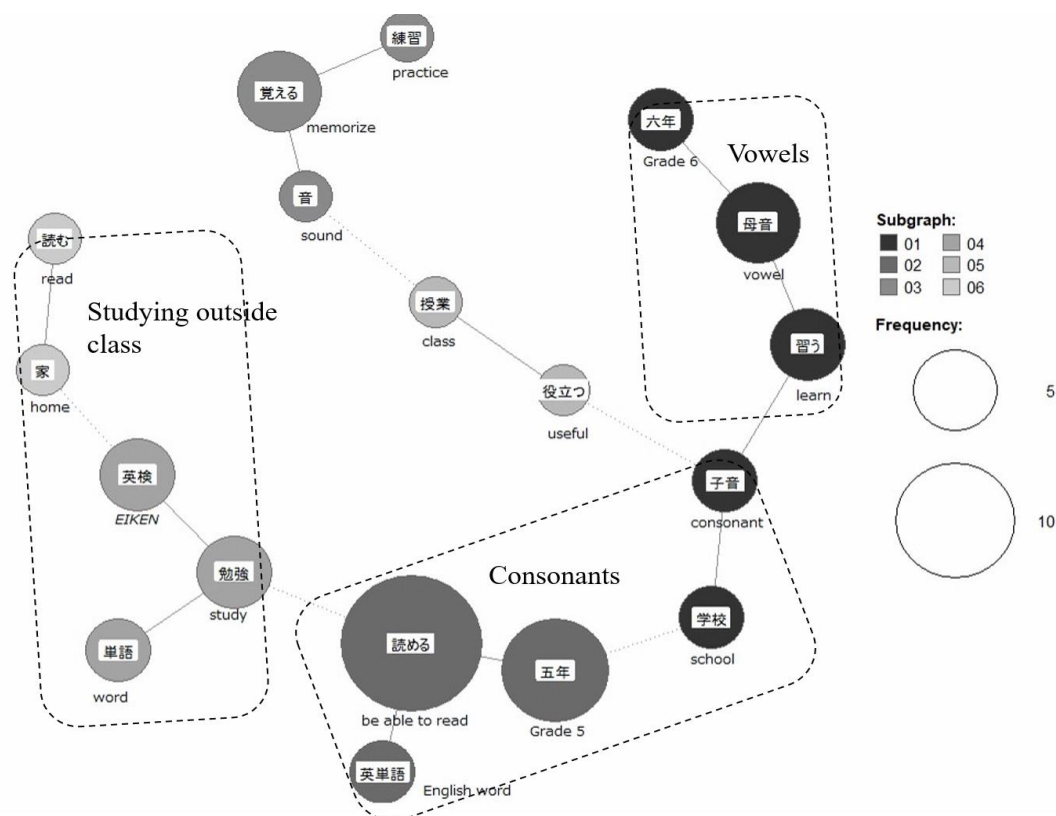 練習
practice
覚える
memorize
音
sound
授業
class
役立つ
useful
読む
read
Studying outside
class
家
home
英検
EIKEN
勉強
study
単語
word
六年
Grade 6
Vowels
母音
vowel
習う
learn
子音
consonant
Consonants
学校
school
読める
be able to read
五年
Grade 5
英単語
English word
Subgraph:
01 04
02 05
03 06
Frequency:
5
10